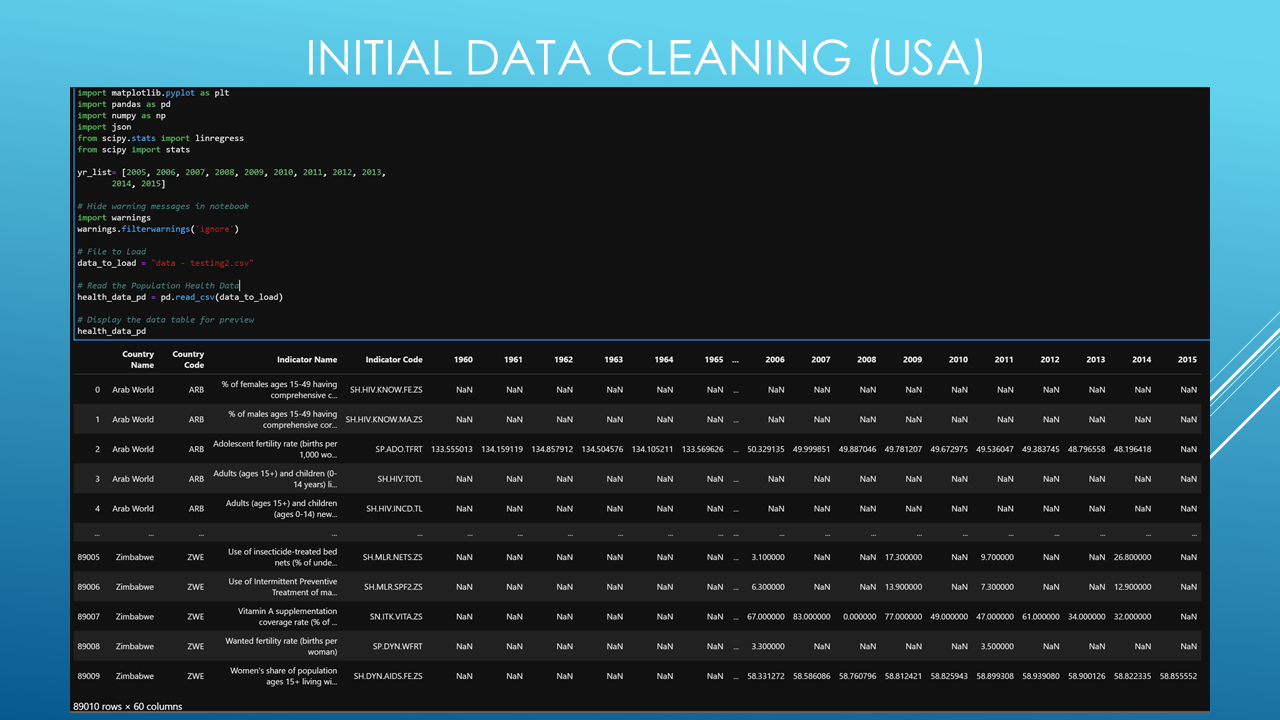 INITIAL DATA CLEANING (USA)
import matplotlib.pyplot as plt
import pandas as pd
import numpy as np
import json
from scipy.stats import linregress
from scipy import stats
yr_list= [2005, 2006, 2007, 2008, 2009, 2010, 2011, 2012, 2013,
2014, 2015]
# Hide warning messages in notebook
import warnings
warnings.filterwarnings('ignore')
# File to Load
data_to_load = "data - testing2.csv"
# Read the Population Health Data
health_data_pd = pd.read_csv(data_to_load)
# Display the data table for preview
health_data_pd
Country Name Country Code Indicator Name Indicator Code 1960 1961 1962 1963 1964 1965 ... 2006 2007 2008 2009 2010 2011 2012 2013 2014 2015
0 Arab World ARB % of females ages 15-49 having comprehensive c... SH.HIV.KNOW.FE.ZS NaN NaN NaN NaN NaN NaN ... NaN NaN NaN NaN NaN NaN NaN NaN NaN NaN
1 Arab World ARB % of males ages 15-49 having comprehensive cor... SH.HIV.KNOW.MA.ZS NaN NaN NaN NaN NaN NaN ... NaN NaN NaN NaN NaN NaN NaN NaN NaN NaN
2 Arab World ARB Adolescent fertility rate (births per 1,000 wo... SP.ADO.TFRT 133.555013 134.159119 134.857912 134.504576 134.105211 133.569626 ... 50.329135 49.999851 49.887046 49.781207 49.672975 49.536047 49.383745 48.796558 48.196418 NaN
3 Arab World ARB Adults (ages 15+) and children (0-14 years) li... SH.HIV.TOTL NaN NaN NaN NaN NaN NaN ... NaN NaN NaN NaN NaN NaN NaN NaN NaN NaN
4 Arab World ARB Adults (ages 15+) and children (ages 0-14) new... SH.HIV.INCD.TL NaN NaN NaN NaN NaN NaN ... NaN NaN NaN NaN NaN NaN NaN NaN NaN NaN
... ... ... ... ... ... ... ... ... ... ... ... ... ... ... ... ... ... ... ... ... ...
89005 Zimbabwe ZWE Use of insecticide-treated bed nets (% of unde... SH.MLR.NETS.ZS NaN NaN NaN NaN NaN NaN ... 3.100000 NaN NaN 17.300000 NaN 9.700000 NaN NaN 26.800000 NaN
89006 Zimbabwe ZWE Use of Intermittent Preventive Treatment of ma... SH.MLR.SPF2.ZS NaN NaN NaN NaN NaN NaN ... 6.300000 NaN NaN 13.900000 NaN 7.300000 NaN NaN 12.900000 NaN
89007 Zimbabwe ZWE Vitamin A supplementation coverage rate (% of ... SN.ITK.VITA.ZS NaN NaN NaN NaN NaN NaN ... 67.000000 83.000000 0.000000 77.000000 49.000000 47.000000 61.000000 34.000000 32.000000 NaN
89008 Zimbabwe ZWE Wanted fertility rate (births per woman) SP.DYN.WFRT NaN NaN NaN NaN NaN NaN ... 3.300000 NaN NaN NaN NaN 3.500000 NaN NaN NaN NaN
89009 Zimbabwe ZWE Women's share of population ages 15+ living wi... SH.DYN.AIDS.FE.ZS NaN NaN NaN NaN NaN NaN ... 58.331272 58.586086 58.760796 58.812421 58.825943 58.899308 58.939080 58.900126 58.822335 58.855552
89010 rows × 60 columns